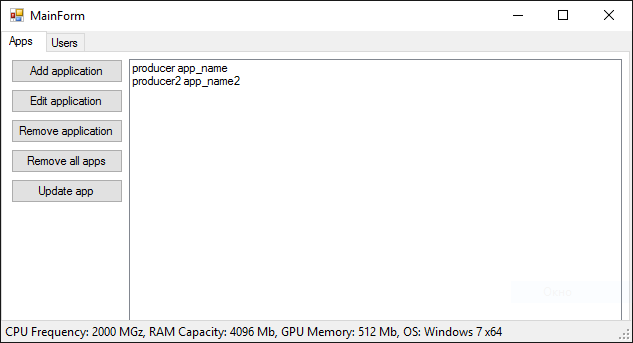 MainForm
Apps Users
Add application
Edit application
Remove application
Remove all apps
Update app
producer app_name
producer2 app_name2
CPU Frequency: 2000 MGz, RAM Capacity: 4096 Mb, GPU Memory: 512 Mb, OS: Windows 7 x64